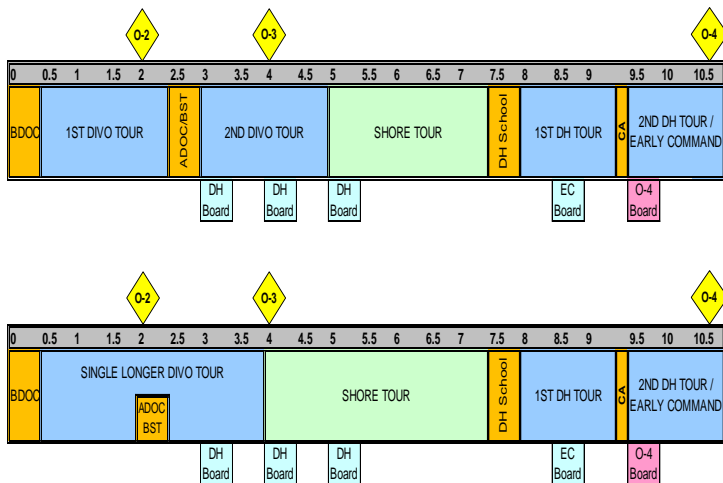 O-2 O-3 O-4
0 0.5 1 1.5 2 2.5 3 3.5 4 4.5 5 5.5 6 6.5 7 7.5 8 8.5 9 9.5 10 10.5
BDOC
1ST DIVO TOUR
ADOC/BST
2ND DIVO TOUR
SHORE TOUR
DH School
1ST DH TOUR
CA
2ND DH TOUR /
EARLY COMMAND
DH
Board
DH
Board
DH
Board
EC
Board
O-4
Board
O-2 O-3 O-4
0 0.5 1 1.5 2 2.5 3 3.5 4 4.5 5 5.5 6 6.5 7 7.5 8 8.5 9 9.5 10 10.5
BDOC
SINGLE LONGER DIVO TOUR
ADOC
BST
SHORE TOUR
DH School
1ST DH TOUR
CA
2ND DH TOUR /
EARLY COMMAND
DH
Board
DH
Board
DH
Board
EC
Board
O-4
Board